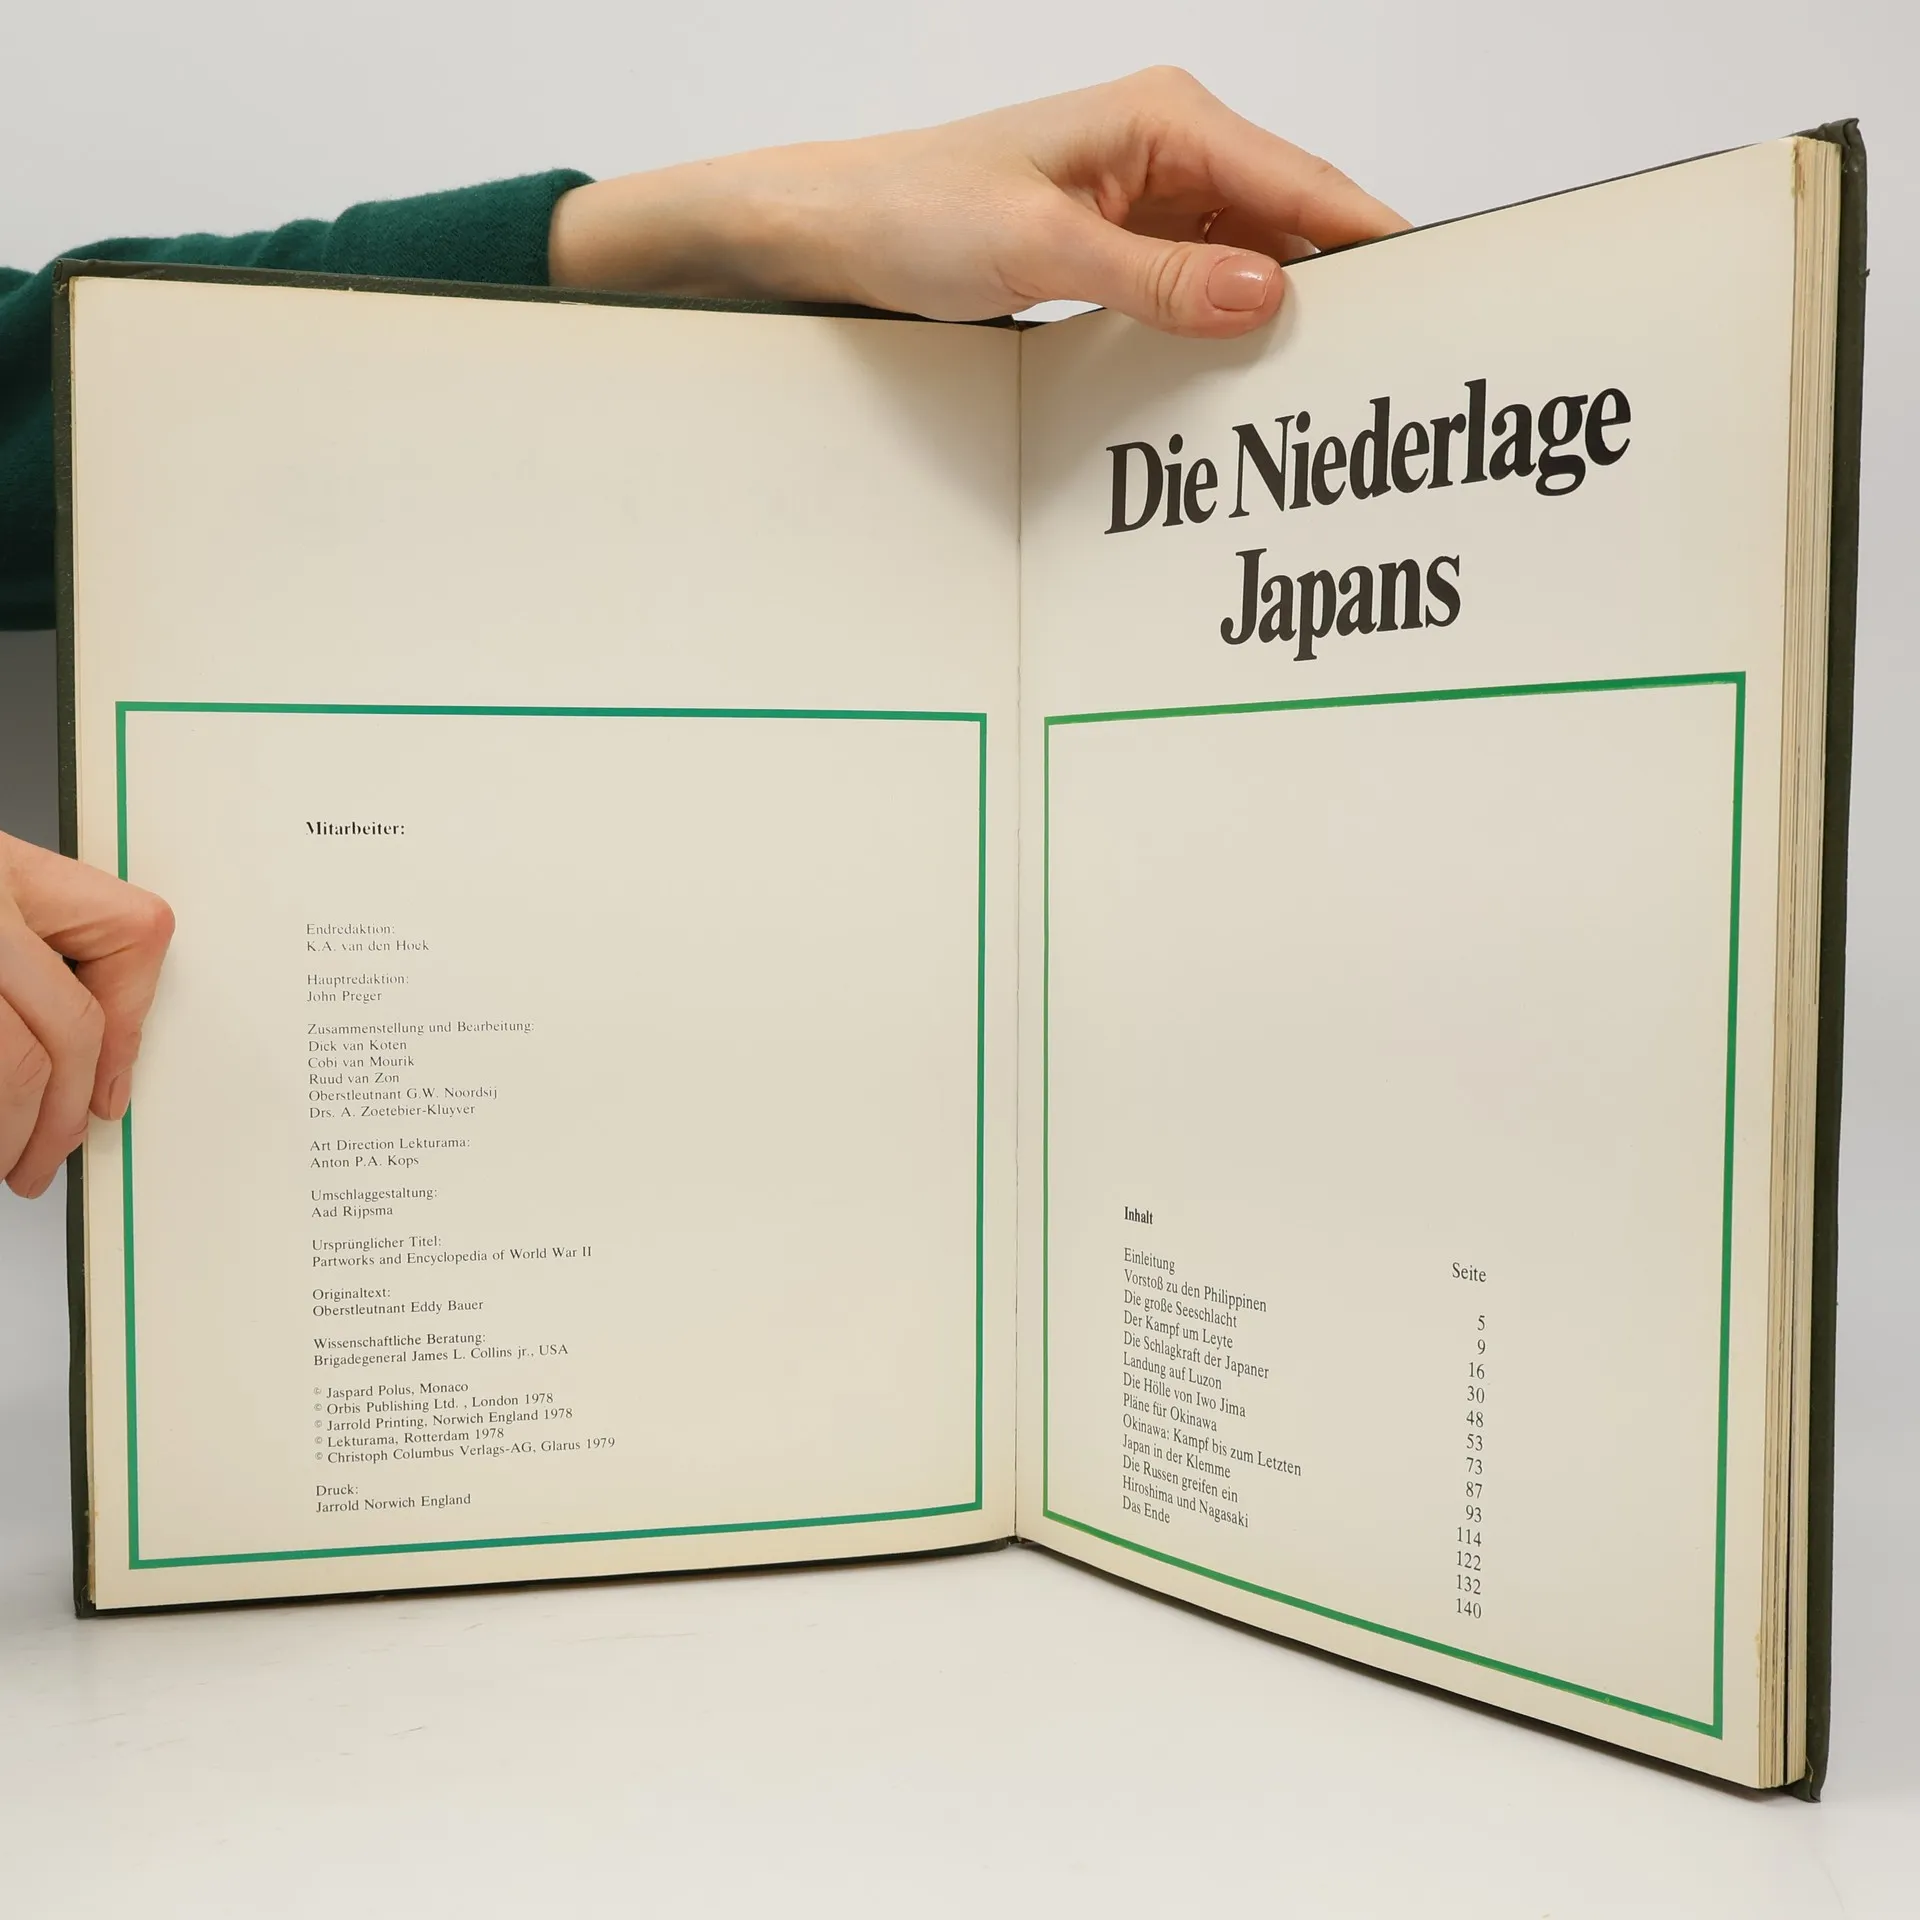 Mitarbeiter:
Endredaktion:
K.A. van den Hoek
Hauptredaktion:
John Preger
Zusammenstellung und Bearbeitung:
Dick van Koten
Cobi van Mourik
Ruud van Zon
Oberstleutnant G.W. Noordsij
Drs. A. Zoetebier-Kluyver
Art Direction Lekturama:
Anton P.A. Kops
Umschlaggestaltung:
Aad Rijpsma
Ursprünglicher Titel:
Partworks and Encyclopedia of World War II
Originaltext:
Oberstleutnant Eddy Bauer
Wissenschaftliche Beratung:
Brigadegeneral James L. Collins jr., USA
© Jaspard Polus, Monaco
© Orbis Publishing Ltd. , London 1978
© Jarrold Printing, Norwich England 1978
© Lekturama, Rotterdam 1978
© Christoph Columbus Verlags-AG, Glarus 1979
Druck:
Jarrold Norwich England
Die Niederlage
Japans
Inhalt
Seite
Einleitung 5
Vorstoß zu den Philippinen 9
Die große Seeschlacht 16
Der Kampf um Leyte 30
Die Schlagkraft der Japaner 48
Landung auf Luzon 53
Die Hölle von Iwo Jima 73
Pläne für Okinawa 87
Okinawa: Kampf bis zum Letzten 93
Japan in der Klemme 114
Die Russen greifen ein 122
Hiroshima und Nagasaki 132
Das Ende 140